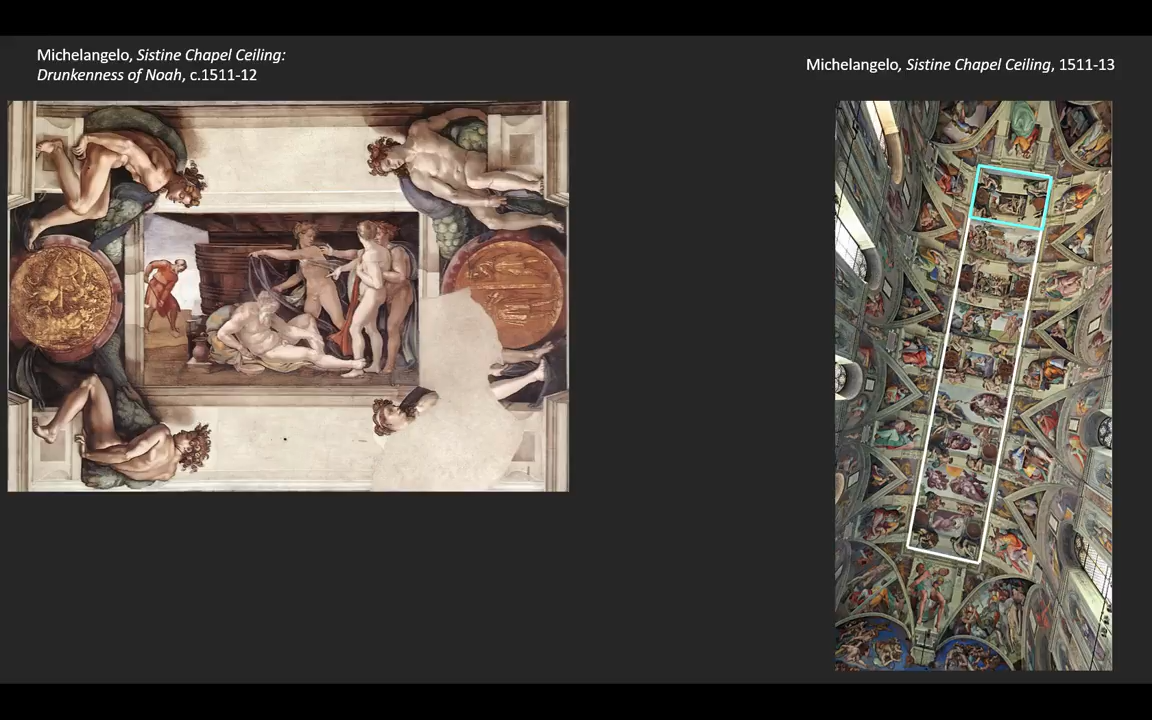 Michelangelo, Sistine Chapel Ceiling:
Drunkenness of Noah, c.1511-12
Michelangelo, Sistine Chapel Ceiling, 1511-13